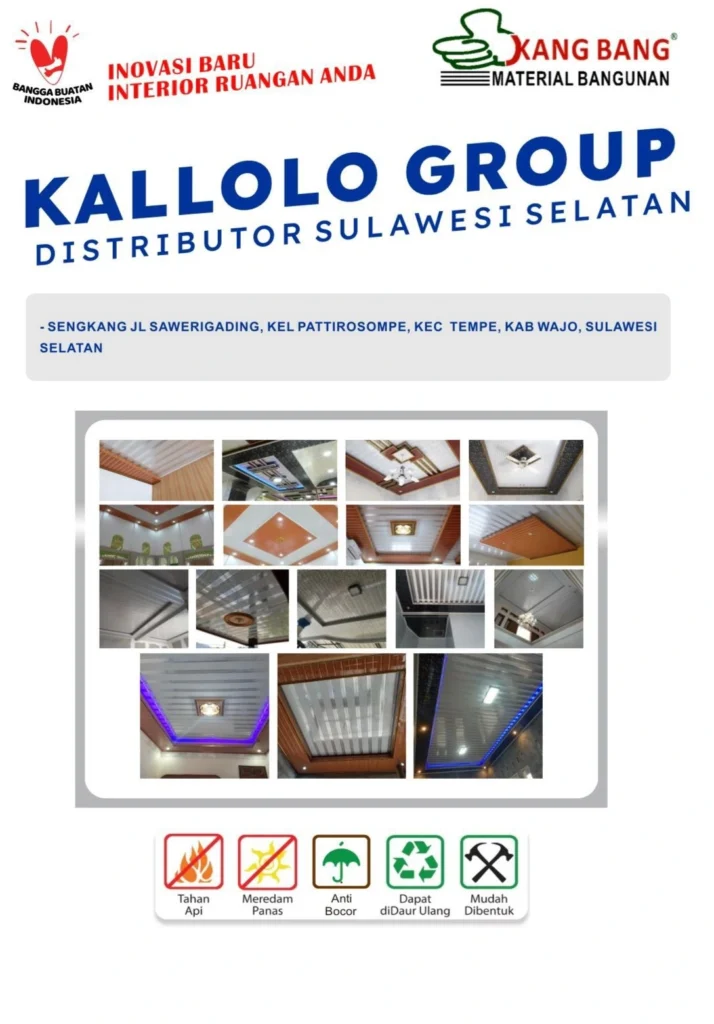 BANGGA BUATAN
INDONESIA
INOVASI BARU
INTERIOR RUANGAN ANDA
KANG BANG®
MATERIAL BANGUNAN
KALLOLO GROUP
DISTRIBUTOR SULAWESI SELATAN
- SENGKANG JL SAWERIGADING, KEL PATTIROSOMPE, KEC TEMPE, KAB WAJO, SULAWESI
SELATAN
Tahan
Api
Meredam
Panas
Anti
Bocor
Dapat
diDaur Ulang
Mudah
Dibentuk